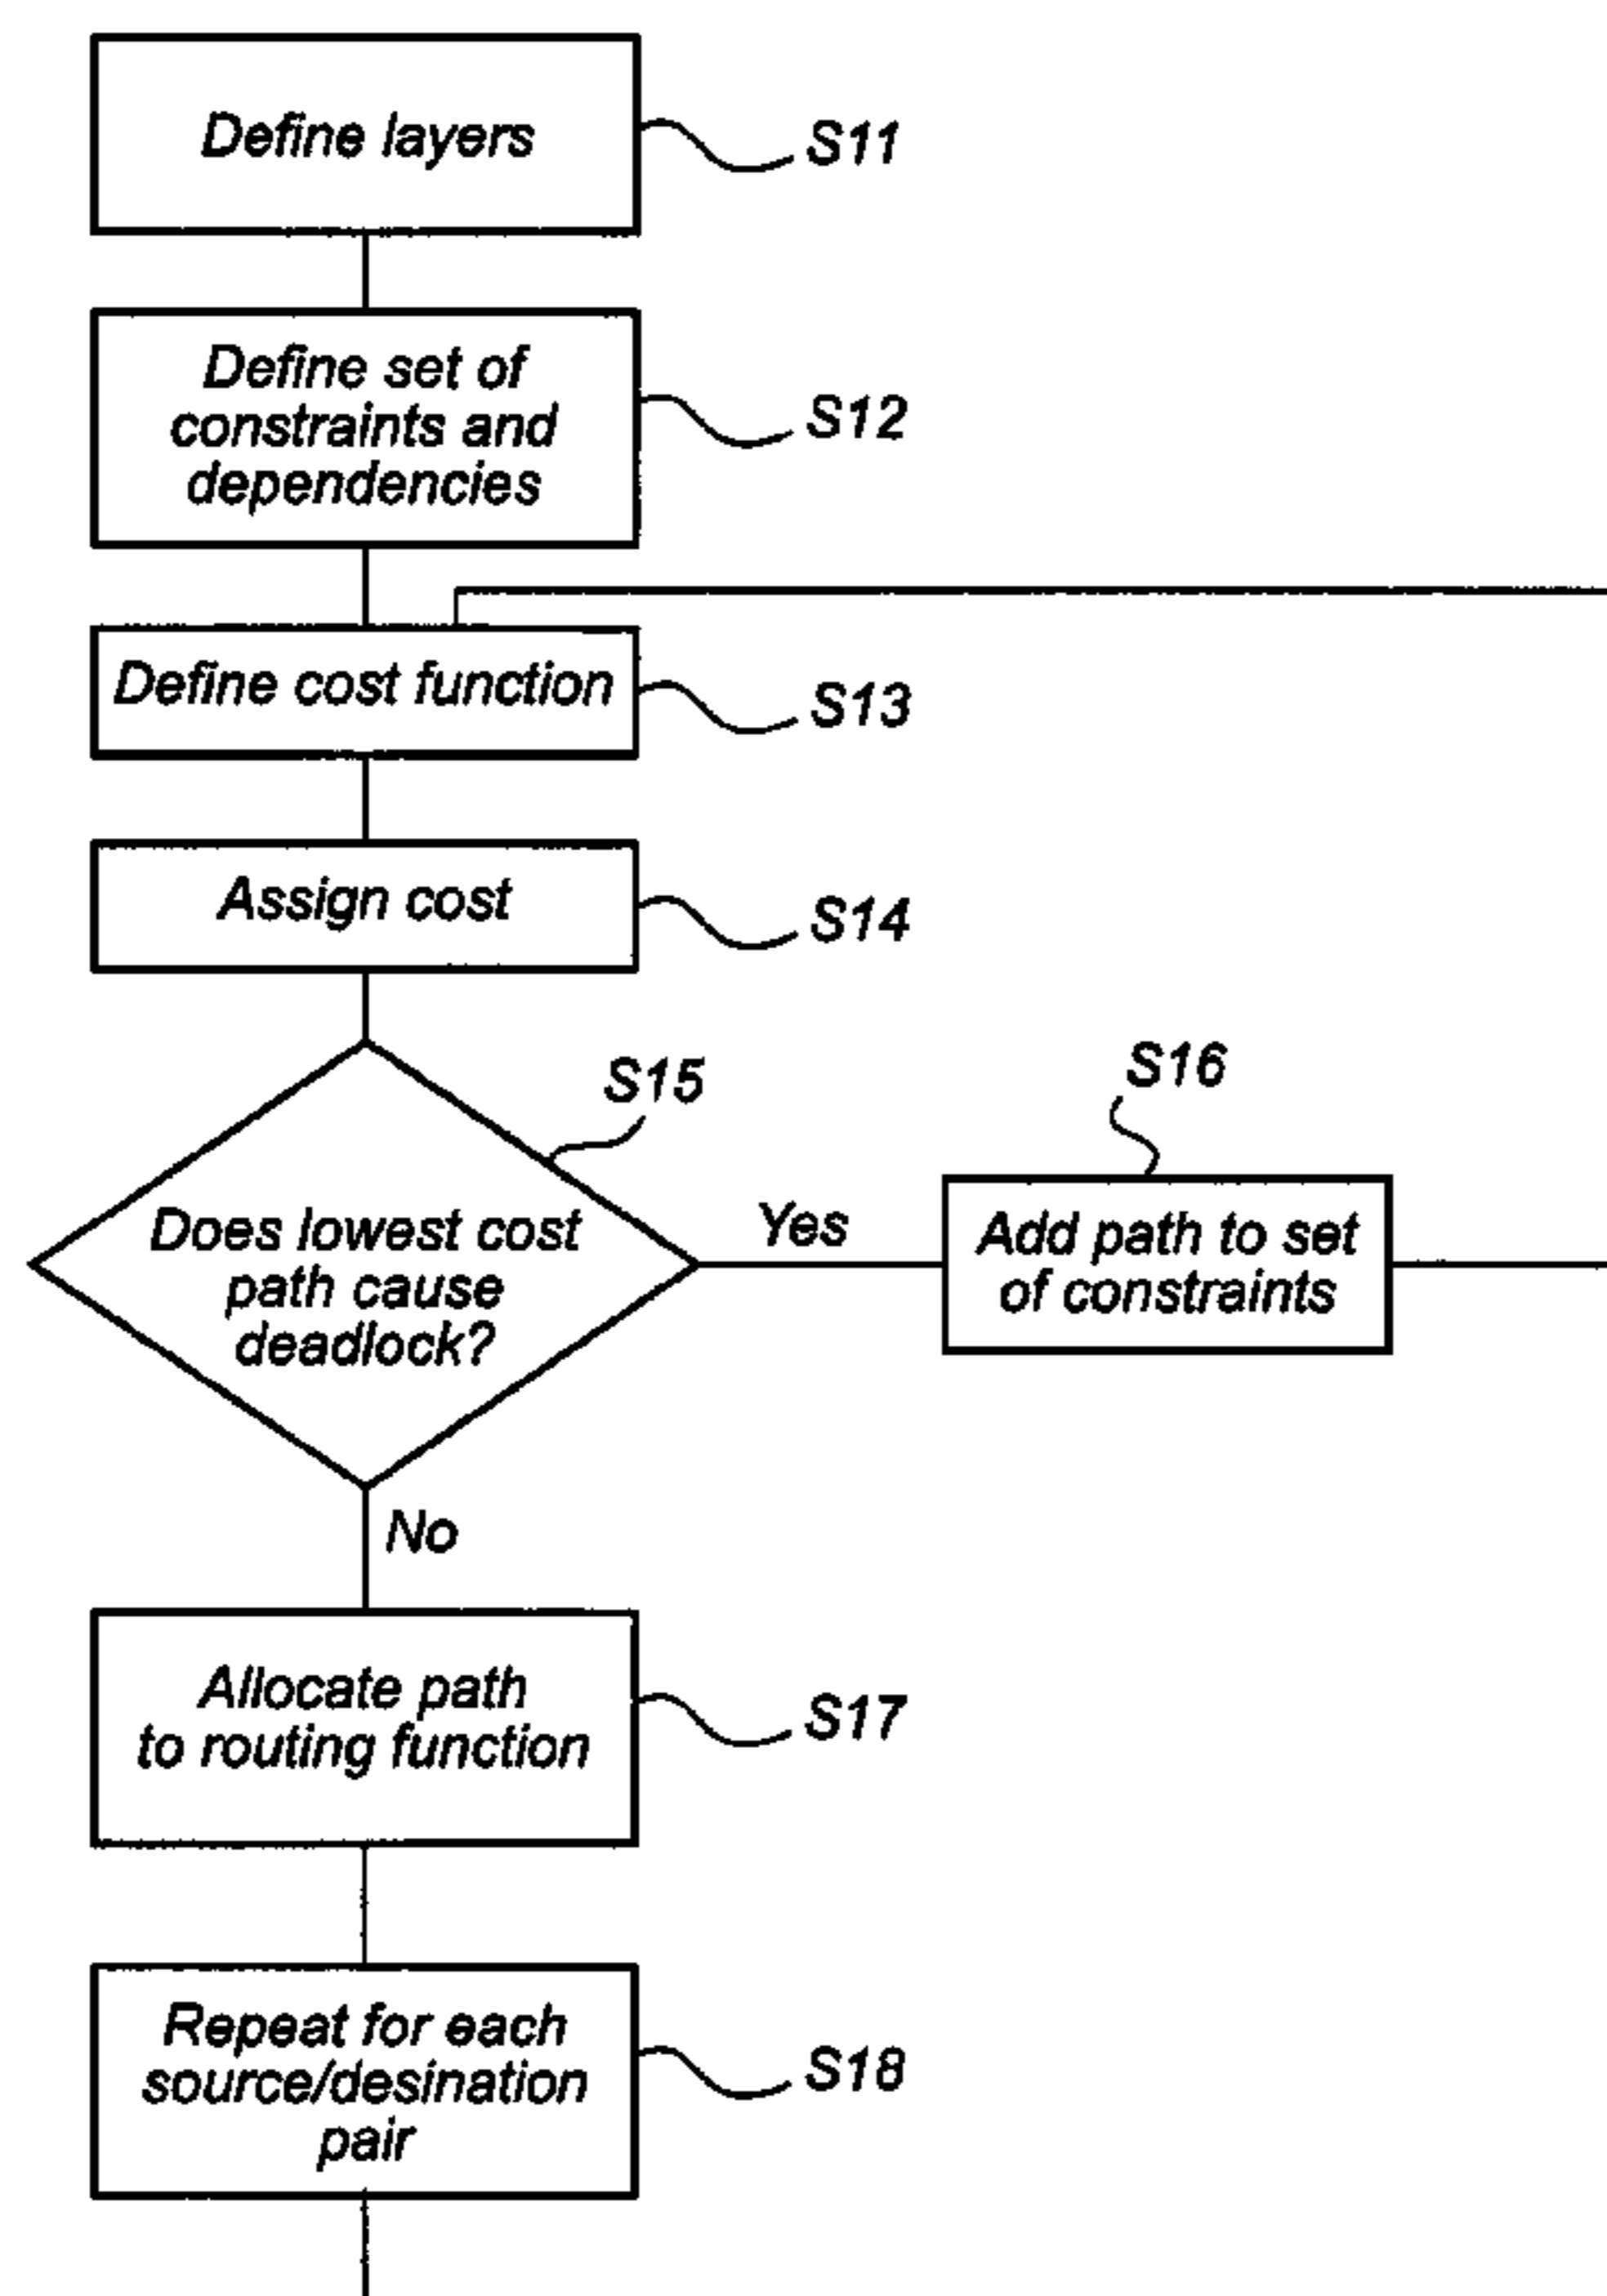 Define layers
S11
Define set of
constraints and
dependencies
S12
Define cost function
S13
Assign cost
S14
S15
Does lowest cost
path cause
deadlock?
Yes
S16
Add path to set
of constraints
No
Allocate path
to routing function
S17
Repeat for each
source/desination
pair
S18